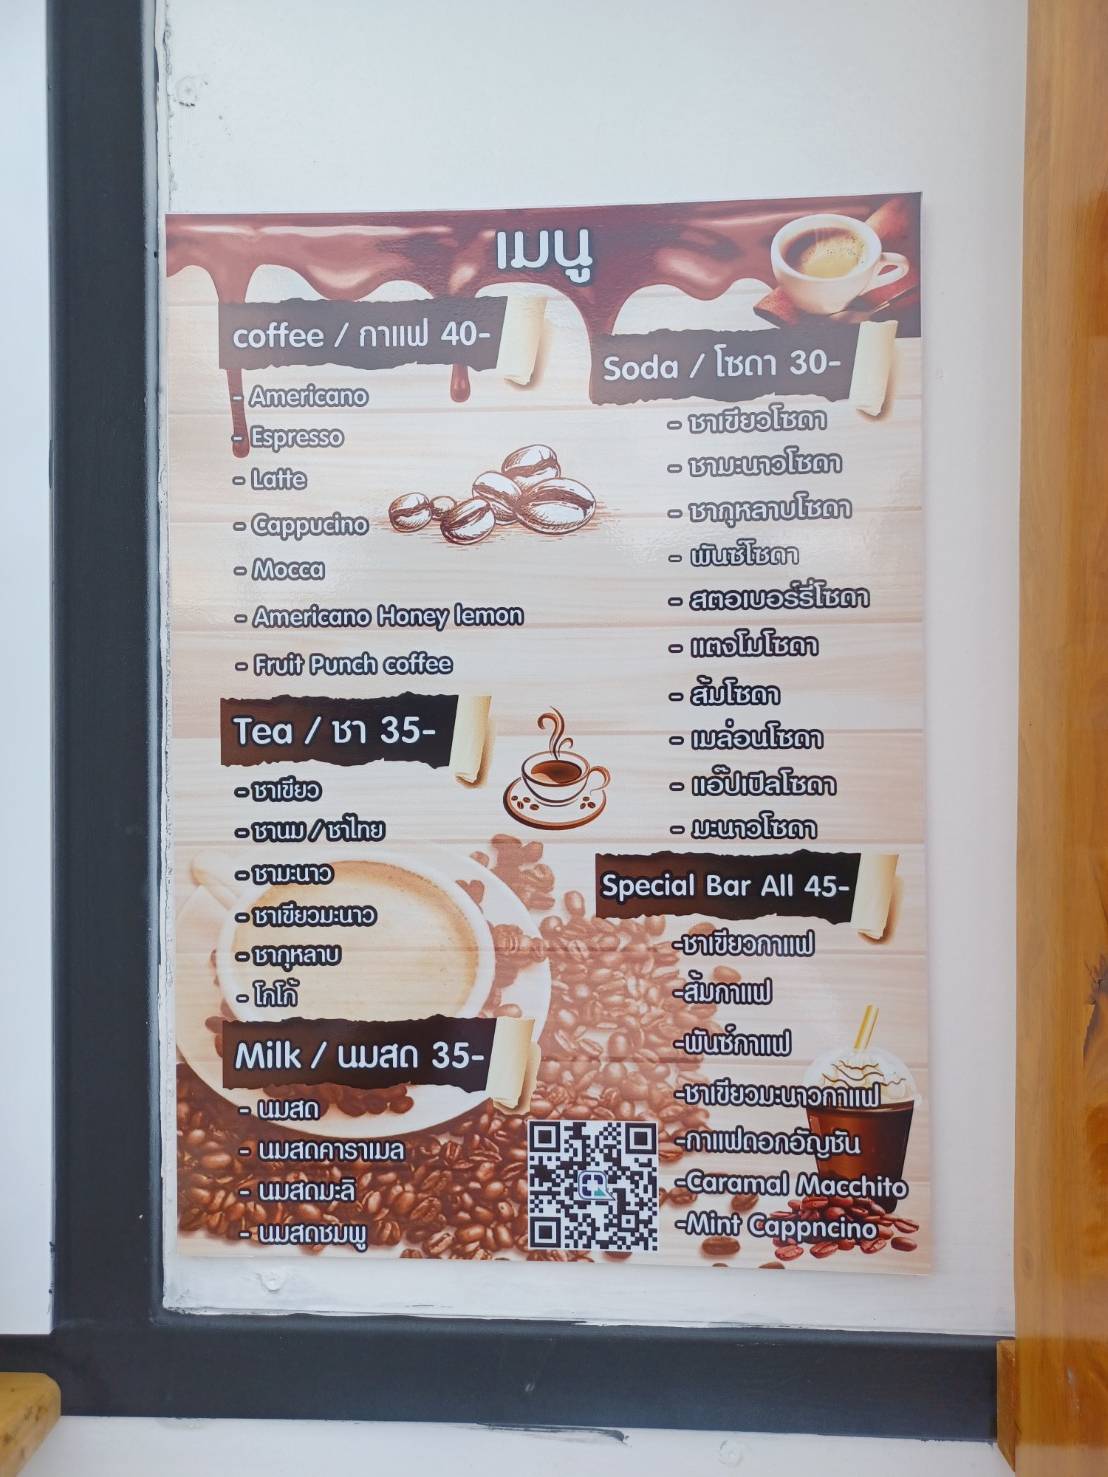 เมนู
coffee / กาแฟ 40-
- Americano
- Espresso
- Latte
- Cappucino
- Mocca
- Americano Honey lemon
- Fruit Punch coffee
Tea / ชา 35-
- ชาเขียว
- ชานม / ชาไทย
- ชามะนาว
- ชาเขียวมะนาว
- ชากุหลาบ
- โกโก้
Milk / นมสด 35-
- นมสด
- นมสดคาราเมล
- นมสดมะลิ
- นมสดชมพู
Soda / โซดา 30-
- ชาเขียวโซดา
- ชามะนาวโซดา
- ชากุหลาบโซดา
- พันช์โซดา
- สตอเบอร์รี่โซดา
- แตงโมโซดา
- ส้มโซดา
- เมล่อนโซดา
- แอ๊ปเปิลโซดา
- มะนาวโซดา
Special Bar All 45-
-ชาเขียวกาแฟ
-ส้มกาแฟ
-พันช์กาแฟ
-ชาเขียวมะนาวกาแฟ
-กาแฟดอกอัญชัน
-Caramal Macchito
-Mint Cappncino